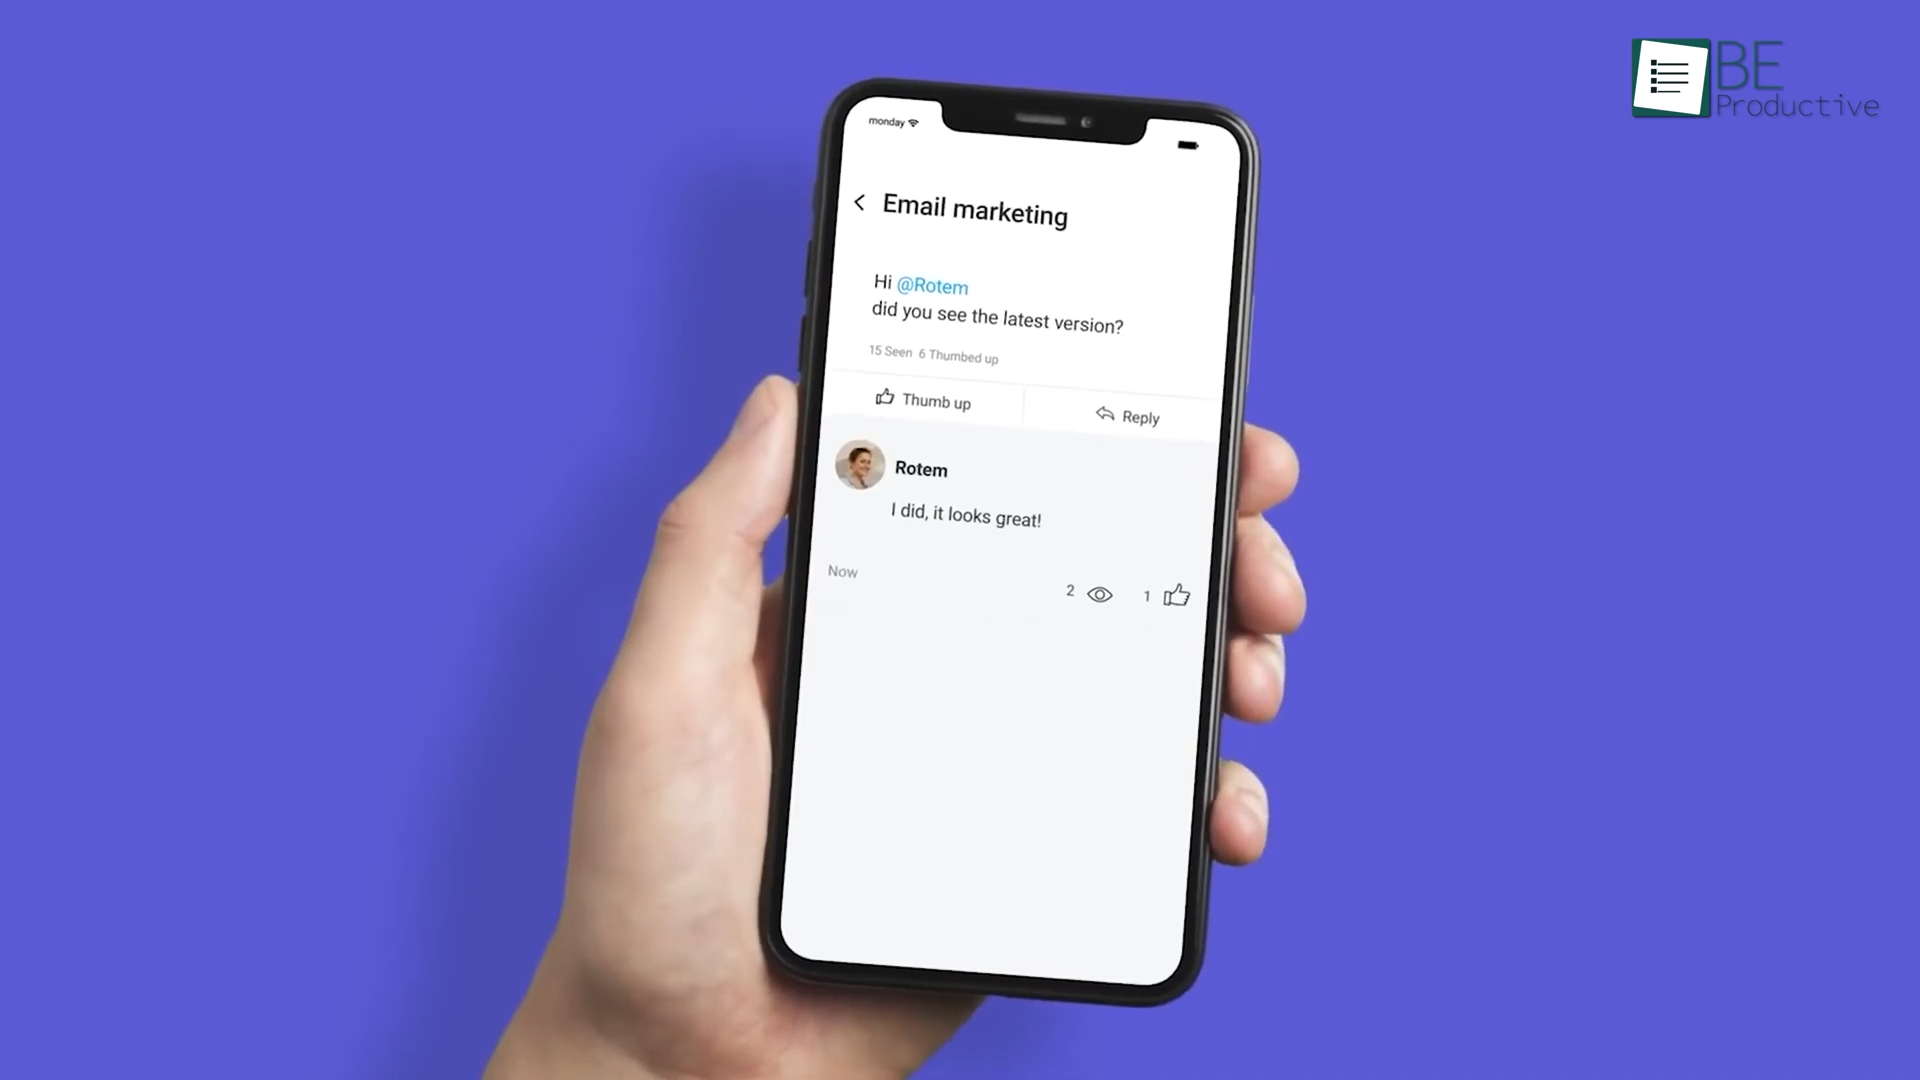 BE
Productive
monday
Email marketing
Hi @Rotem
did you see the latest version?
15 Seen 6 Thumbed up
Thumb up
Reply
Rotem
I did, it looks great!
Now
2
1